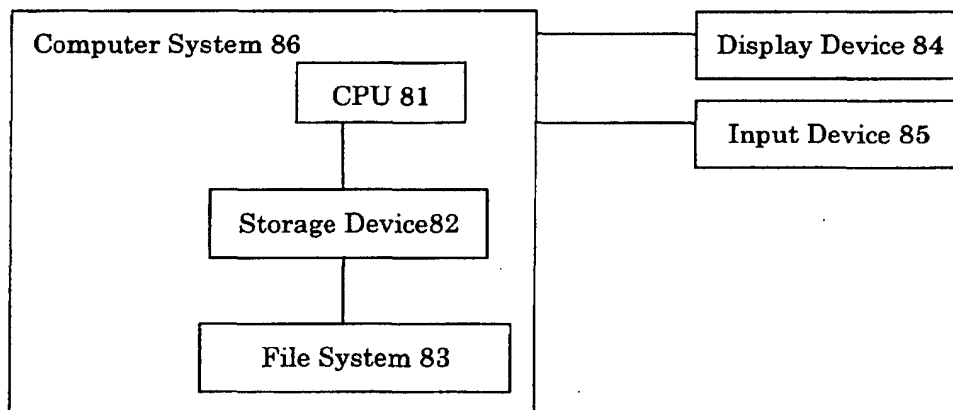 Computer System 86
CPU 81
Storage Device82
File System 83
Display Device 84
Input Device 85